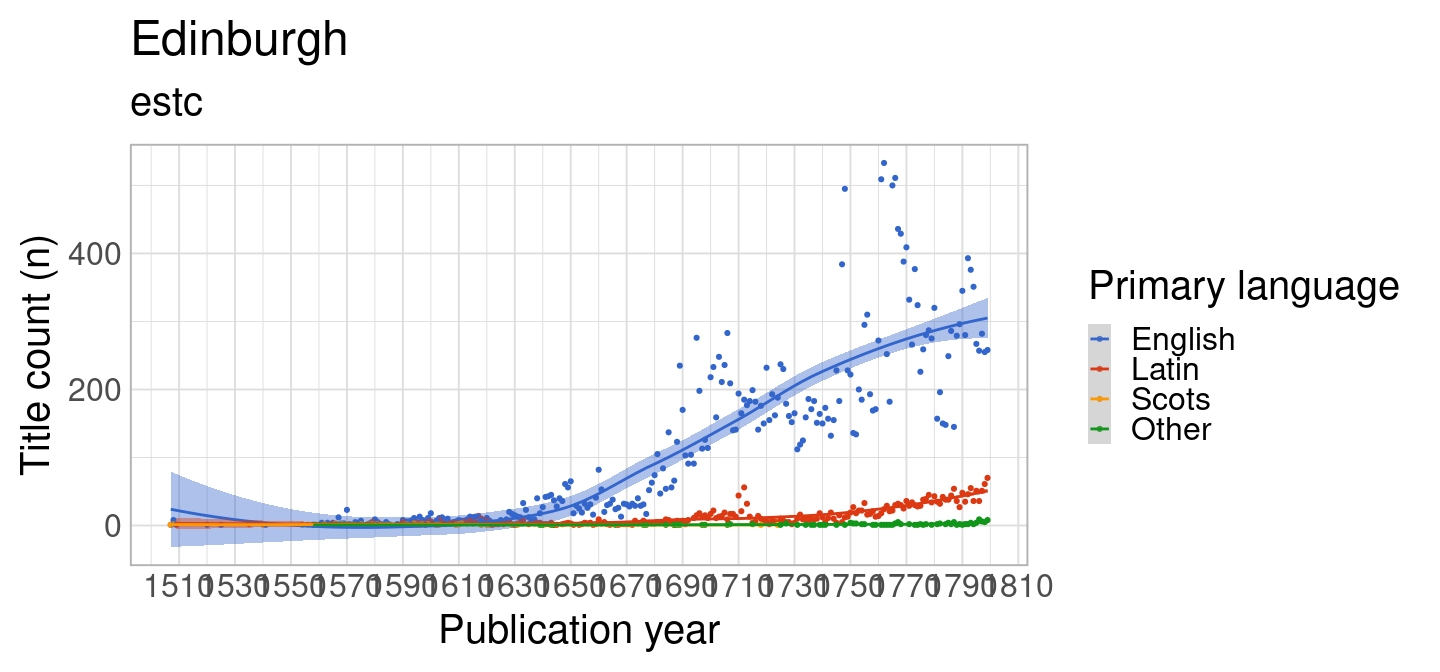 Edinburgh
estc
Title count (n)
400
200
0
1510 1530 1550 1570 1590 1610 1630 1650 1670 1690 1710 1730 1750 1770 1790 1810
Publication year
Primary language
English
Latin
Scots
Other